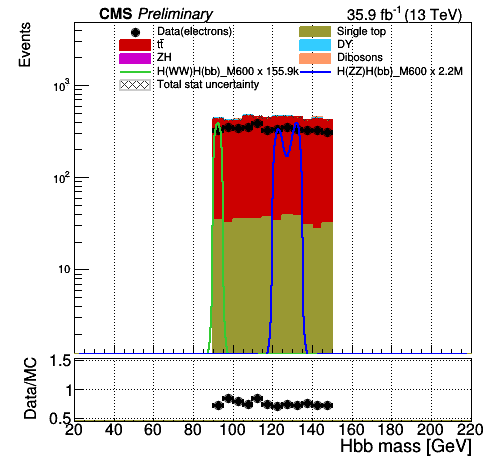 CMS Preliminary 35.9 fb⁻¹ (13 TeV)
Events
Data(electrons) Single top
tt̄ DY
ZH Dibosons
H(WW)H(bb)_M600 x 155.9k H(ZZ)H(bb)_M600 x 2.2M
Total stat uncertainty
10³
10²
10
Data/MC
1.5
1
0.5
20 40 60 80 100 120 140 160 180 200 220
Hbb mass [GeV]